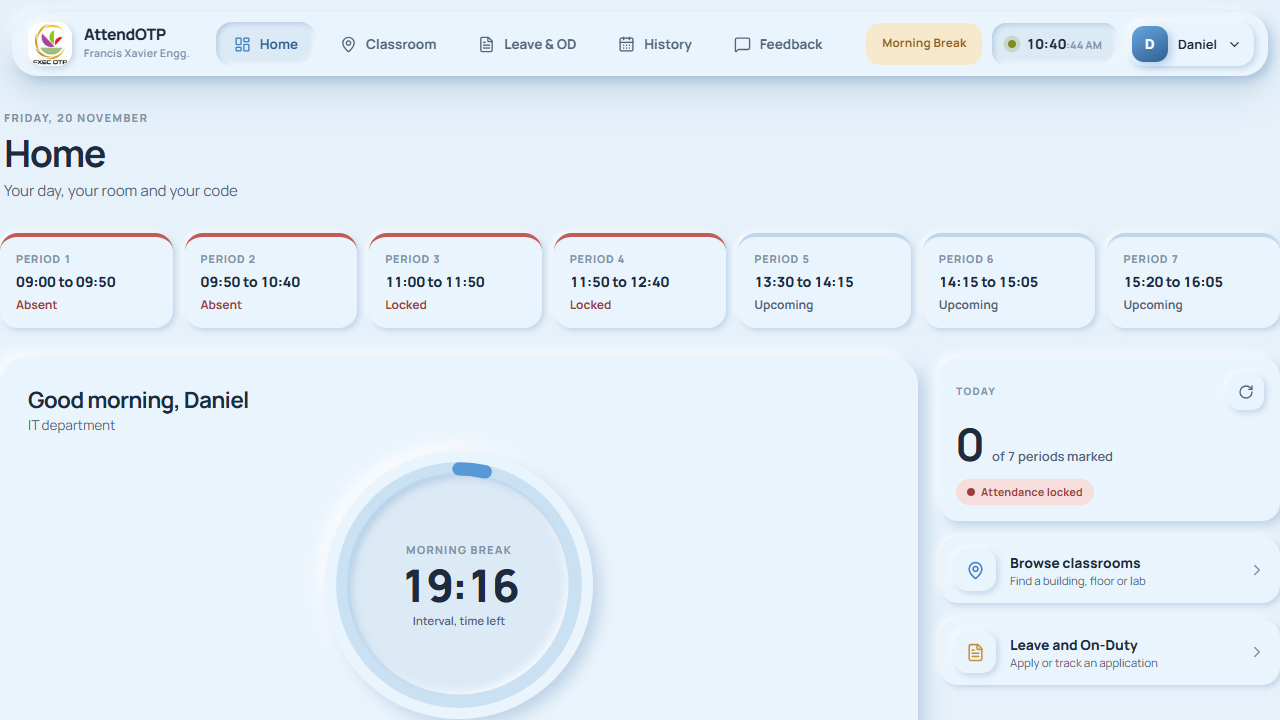 FXEC OTP
AttendOTP
Francis Xavier Engg.
Home
Classroom
Leave & OD
History
Feedback
Morning Break
10:40:44 AM
D
Daniel
FRIDAY, 20 NOVEMBER
Home
Your day, your room and your code
PERIOD 1
09:00 to 09:50
Absent
PERIOD 2
09:50 to 10:40
Absent
PERIOD 3
11:00 to 11:50
Locked
PERIOD 4
11:50 to 12:40
Locked
PERIOD 5
13:30 to 14:15
Upcoming
PERIOD 6
14:15 to 15:05
Upcoming
PERIOD 7
15:20 to 16:05
Upcoming
Good morning, Daniel
IT department
MORNING BREAK
19:16
Interval, time left
TODAY
0 of 7 periods marked
Attendance locked
Browse classrooms
Find a building, floor or lab
Leave and On-Duty
Apply or track an application